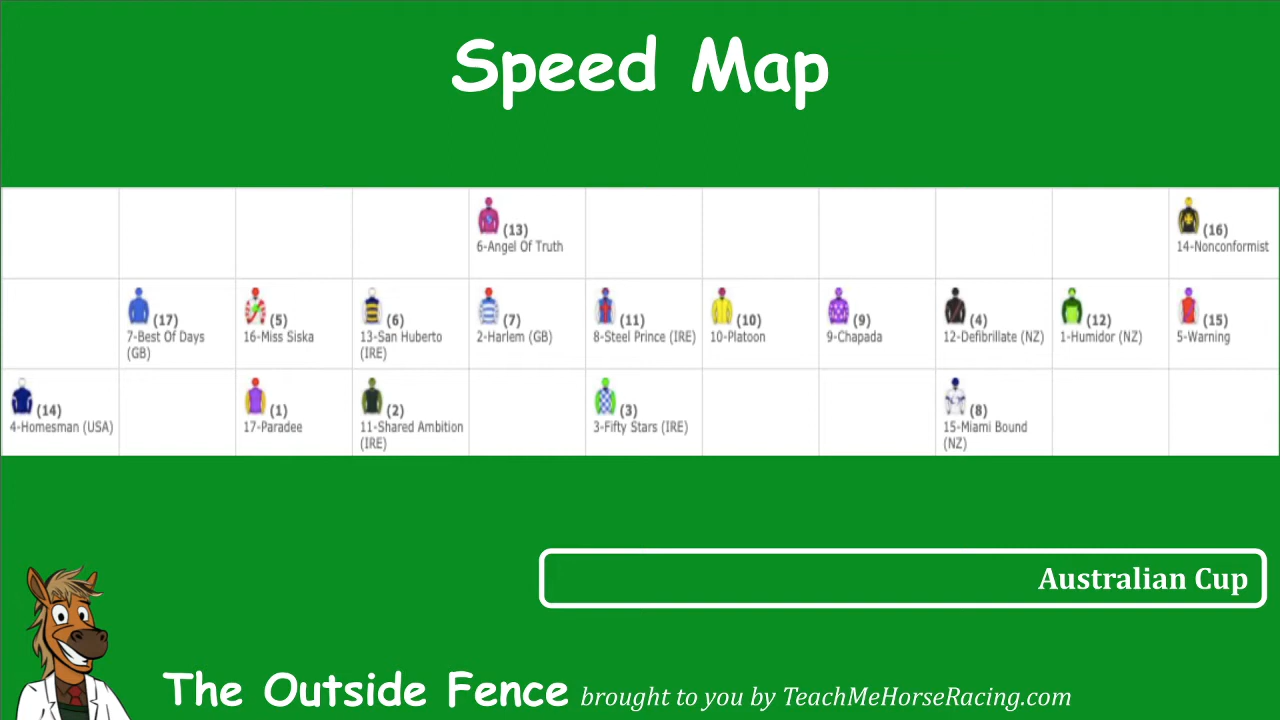 Speed Map
(13)
6-Angel Of Truth
(16)
14-Nonconformist
(17)
7-Best Of Days
(GB)
(5)
16-Miss Siska
(6)
13-San Huberto
(IRE)
(7)
2-Harlem (GB)
(11)
8-Steel Prince (IRE)
(10)
10-Platoon
(9)
9-Chapada
(4)
12-Defibrillate (NZ)
(12)
1-Humidor (NZ)
(15)
5-Warning
(14)
4-Homesman (USA)
(1)
17-Paradee
(2)
11-Shared Ambition
(IRE)
(3)
3-Fifty Stars (IRE)
(8)
15-Miami Bound
(NZ)
Australian Cup
The Outside Fence brought to you by TeachMeHorseRacing.com